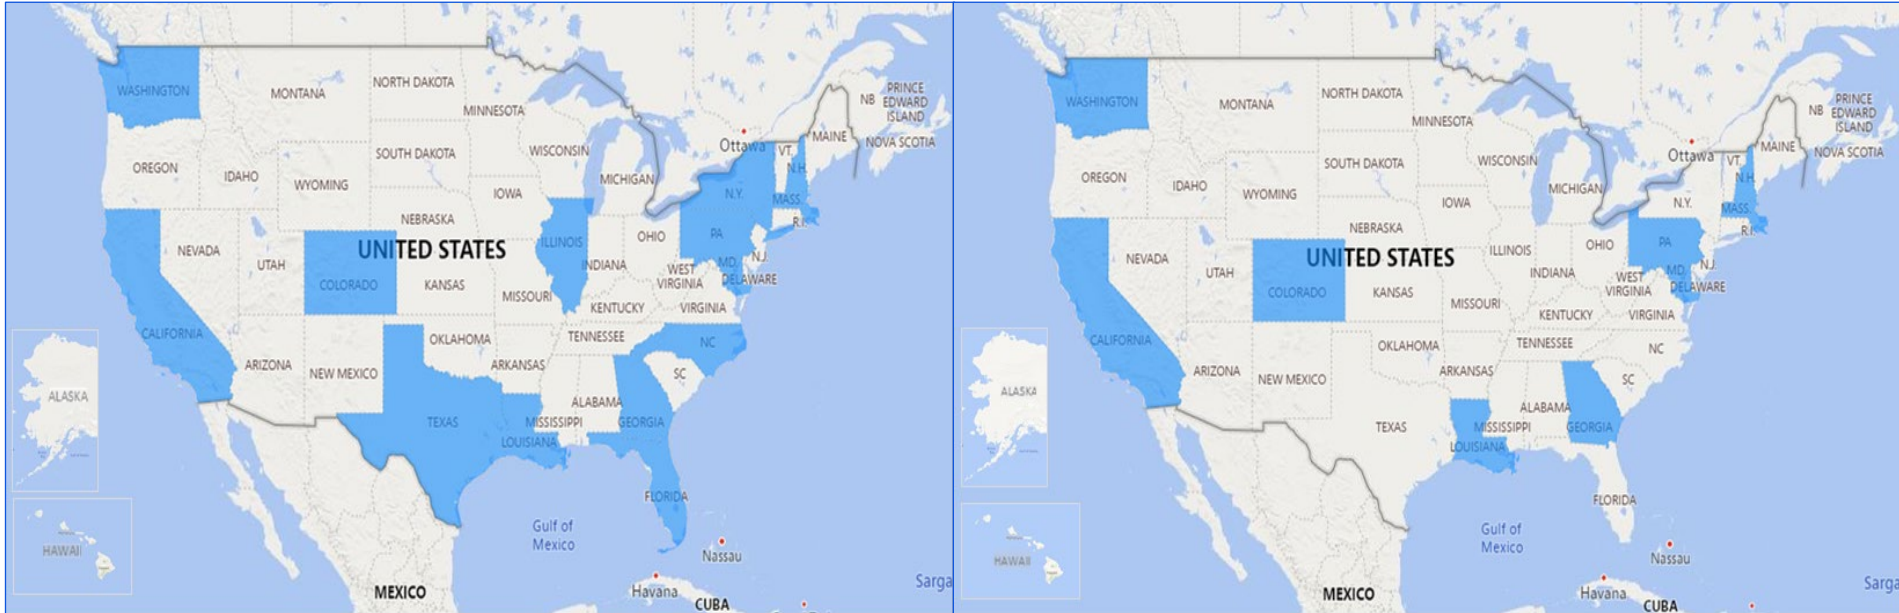 WASHINGTON
MONTANA
NORTH DAKOTA
MINNESOTA
Ottawa
MAINE
NB
PRINCE
EDWARD
ISLAND
NOVA SCOTIA
VT.
N.H.
OREGON
IDAHO
WYOMING
SOUTH DAKOTA
WISCONSIN
MICHIGAN
N.Y.
MASS.
R.I.
IOWA
NEBRASKA
NEVADA
UTAH
UNITED STATES
COLORADO
KANSAS
ILLINOIS
INDIANA
OHIO
PA
N.J.
MD.
DELAWARE
WEST
VIRGINIA
VIRGINIA
MISSOURI
KENTUCKY
CALIFORNIA
ARIZONA
NEW MEXICO
OKLAHOMA
ARKANSAS
TENNESSEE
NC
SC
ALABAMA
MISSISSIPPI
GEORGIA
TEXAS
LOUISIANA
FLORIDA
ALASKA
HAWAII
Gulf of
Mexico
Nassau
Havana
MEXICO
CUBA
Sarga
WASHINGTON
MONTANA
NORTH DAKOTA
MINNESOTA
Ottawa
MAINE
NB
PRINCE
EDWARD
ISLAND
NOVA SCOTIA
VT.
N.H.
OREGON
IDAHO
WYOMING
SOUTH DAKOTA
WISCONSIN
MICHIGAN
N.Y.
MASS.
R.I.
IOWA
NEBRASKA
NEVADA
UTAH
UNITED STATES
COLORADO
KANSAS
ILLINOIS
INDIANA
OHIO
PA
N.J.
MD.
DELAWARE
WEST
VIRGINIA
VIRGINIA
MISSOURI
KENTUCKY
CALIFORNIA
ARIZONA
NEW MEXICO
OKLAHOMA
ARKANSAS
TENNESSEE
NC
SC
ALABAMA
MISSISSIPPI
GEORGIA
TEXAS
LOUISIANA
FLORIDA
ALASKA
HAWAII
Gulf of
Mexico
Nassau
Havana
MEXICO
CUBA
Sarga